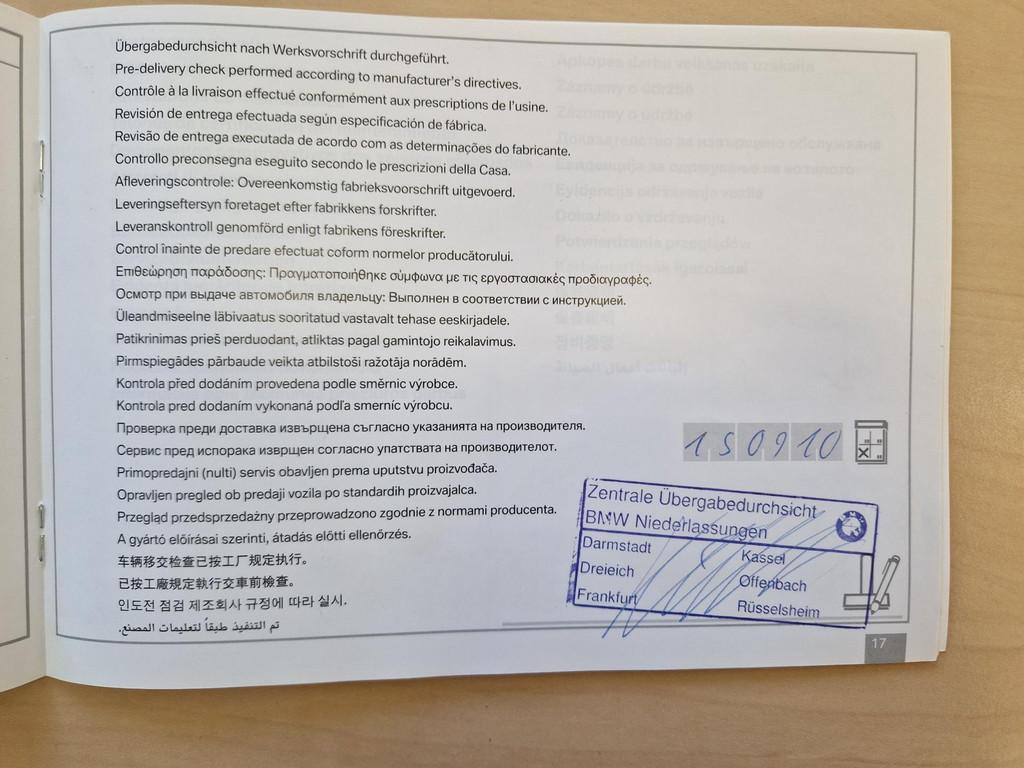 Übergabedurchsicht nach Werksvorschrift durchgeführt.
Pre-delivery check performed according to manufacturer's directives.
Contrôle à la livraison effectué conformément aux prescriptions de l'usine.
Revisión de entrega efectuada según especificación de fábrica.
Revisão de entrega executada de acordo com as determinações do fabricante.
Controllo preconsegna eseguito secondo le prescrizioni della Casa.
Afleveringscontrole: Overeenkomstig fabrieksvoorschrift uitgevoerd.
Leveringseftersyn foretaget efter fabrikkens forskrifter.
Leveranskontroll genomförd enligt fabrikens föreskrifter.
Control înainte de predare efectuat coform normelor producătorului.
Επιθεώρηση παράδοσης: Πραγματοποιήθηκε σύμφωνα με τις εργοστασιακές προδιαγραφές.
Осмотр при выдаче автомобиля владельцу: Выполнен в соответствии с инструкцией.
Üleandmiseelne läbivaatus sooritatud vastavalt tehase eeskirjadele.
Patikrinimas prieš perduodant, atliktas pagal gamintojo reikalavimus.
Pirmspiegādes pārbaude veikta atbilstoši ražotāja norādēm.
Kontrola před dodáním provedena podle směrnic výrobce.
Kontrola pred dodaním vykonaná podľa smerníc výrobcu.
Проверка преди доставка извърщена съгласно указанията на производителя.
Сервис пред испорака изврщен согласно упатствата на производителот.
Primopredajni (nulti) servis obavljen prema uputstvu proizvođača.
Opravljen pregled ob predaji vozila po standardih proizvajalca.
Przegląd przedsprzedażny przeprowadzono zgodnie z normami producenta.
A gyártó előírásai szerinti, átadás előtti ellenőrzés.
车辆移交检查已按工厂规定执行。
已按工廠規定執行交車前檢查。
인도전 점검 제조회사 규정에 따라 실시.
تم التنفيذ طبقاً لتعليمات المصنع.
150910
Zentrale Übergabedurchsicht
BMW Niederlassungen
Darmstadt Kassel
Dreieich Offenbach
Frankfurt Rüsselsheim
17